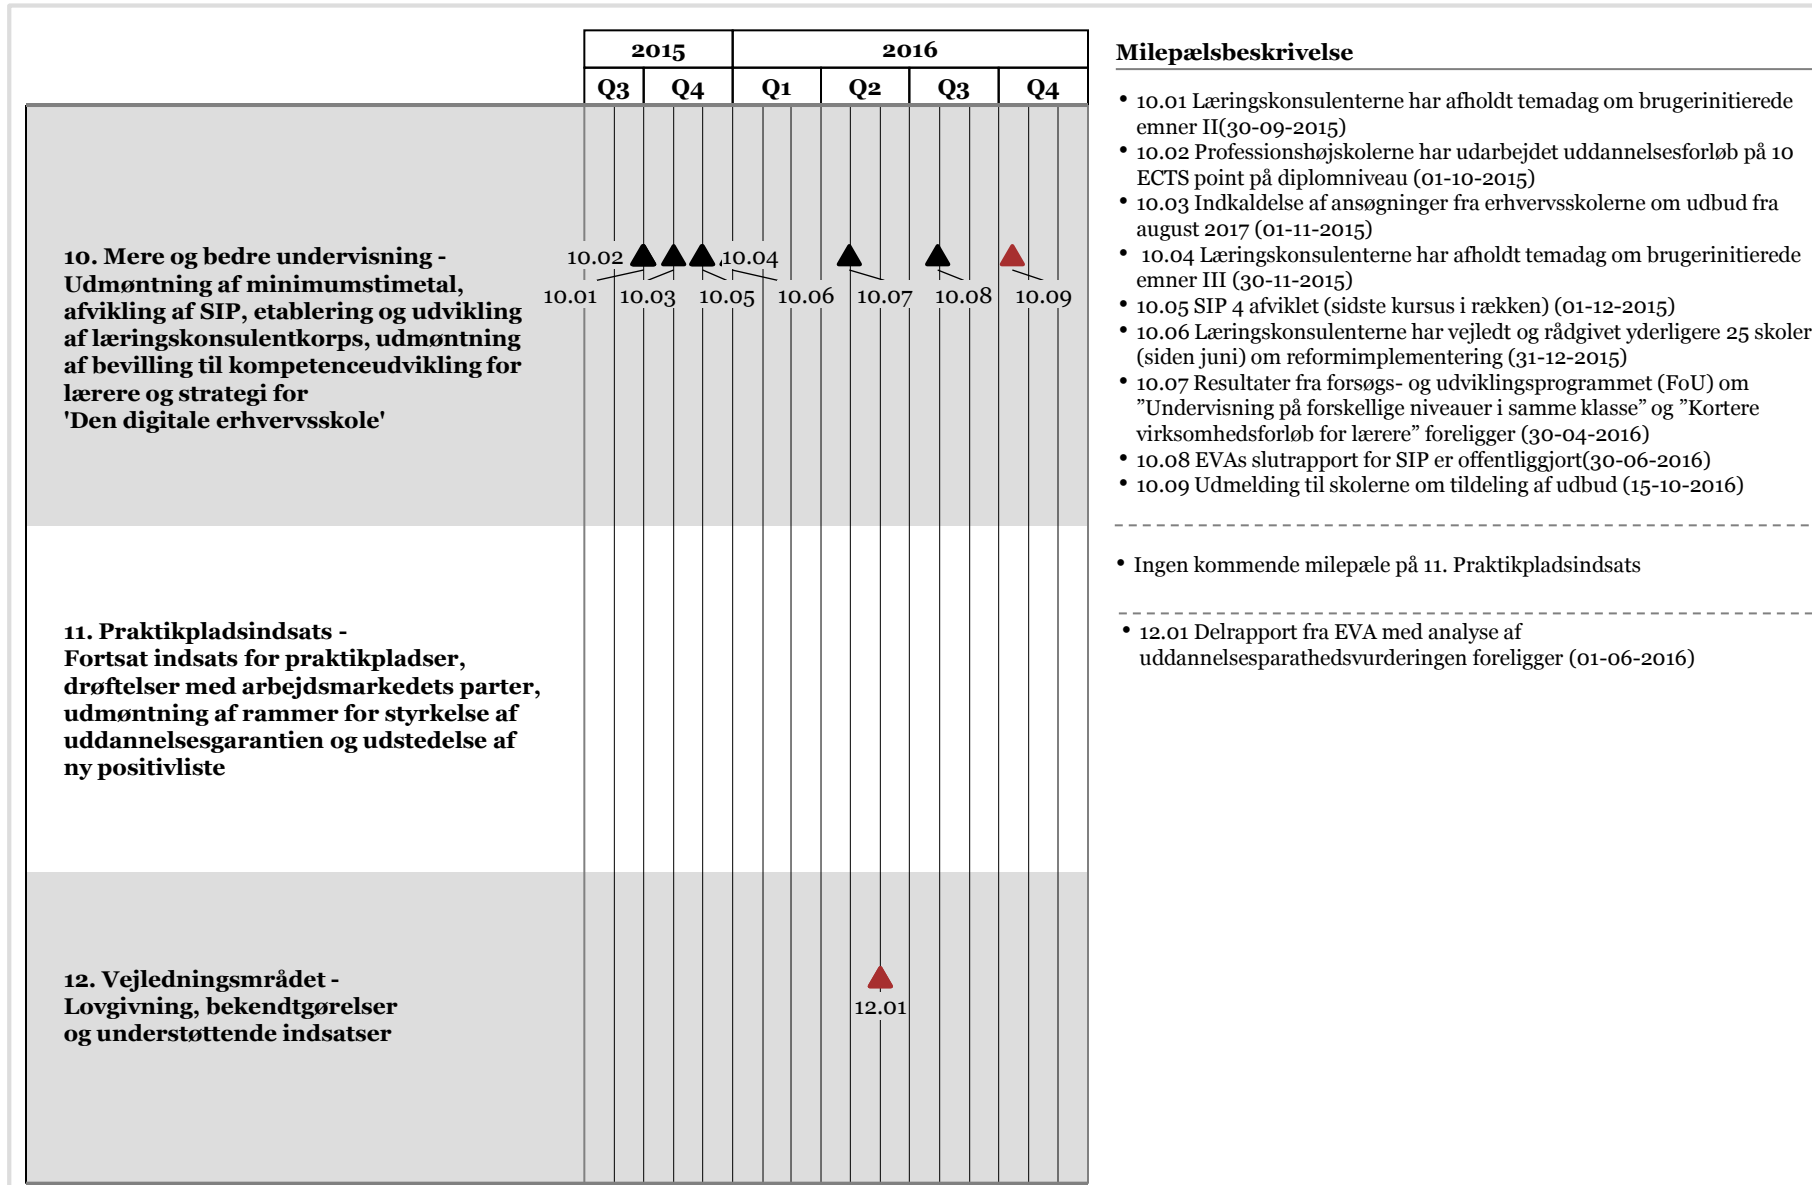 2015 2016
Q3 Q4 Q1 Q2 Q3 Q4
10. Mere og bedre undervisning -
Udmøntning af minimumstimetal,
afvikling af SIP, etablering og udvikling
af læringskonsulentkorps, udmøntning
af bevilling til kompetenceudvikling for
lærere og strategi for
'Den digitale erhvervsskole'
10.02 10.04
10.01 10.03 10.05 10.06 10.07 10.08 10.09
11. Praktikpladsindsats -
Fortsat indsats for praktikpladser,
drøftelser med arbejdsmarkedets parter,
udmøntning af rammer for styrkelse af
uddannelsesgarantien og udstedelse af
ny positivliste
12. Vejledningsmrådet -
Lovgivning, bekendtgørelser
og understøttende indsatser
12.01
Milepælsbeskrivelse
• 10.01 Læringskonsulenterne har afholdt temadag om brugerinitierede
emner II(30-09-2015)
• 10.02 Professionshøjskolerne har udarbejdet uddannelsesforløb på 10
ECTS point på diplomniveau (01-10-2015)
• 10.03 Indkaldelse af ansøgninger fra erhvervsskolerne om udbud fra
august 2017 (01-11-2015)
• 10.04 Læringskonsulenterne har afholdt temadag om brugerinitierede
emner III (30-11-2015)
• 10.05 SIP 4 afviklet (sidste kursus i rækken) (01-12-2015)
• 10.06 Læringskonsulenterne har vejledt og rådgivet yderligere 25 skoler
(siden juni) om reformimplementering (31-12-2015)
• 10.07 Resultater fra forsøgs- og udviklingsprogrammet (FoU) om
”Undervisning på forskellige niveauer i samme klasse” og ”Kortere
virksomhedsforløb for lærere” foreligger (30-04-2016)
• 10.08 EVAs slutrapport for SIP er offentliggjort(30-06-2016)
• 10.09 Udmelding til skolerne om tildeling af udbud (15-10-2016)
• Ingen kommende milepæle på 11. Praktikpladsindsats
• 12.01 Delrapport fra EVA med analyse af
uddannelsesparathedsvurderingen foreligger (01-06-2016)